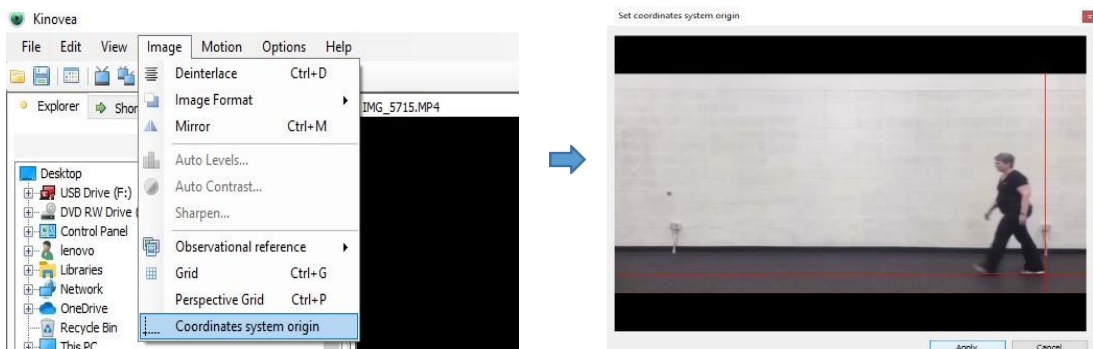 Kinovea
File Edit View Image Motion Options Help
Explorer Shor
IMG_5715.MP4
Deinterlace Ctrl+D
Image Format
Mirror Ctrl+M
Auto Levels...
Auto Contrast...
Sharpen...
Observational reference
Grid Ctrl+G
Perspective Grid Ctrl+P
Coordinates system origin
Desktop
USB Drive (F:)
DVD RW Drive (
Control Panel
lenovo
Libraries
Network
OneDrive
Recycle Bin
This PC
Set coordinates system origin
Apply Cancel